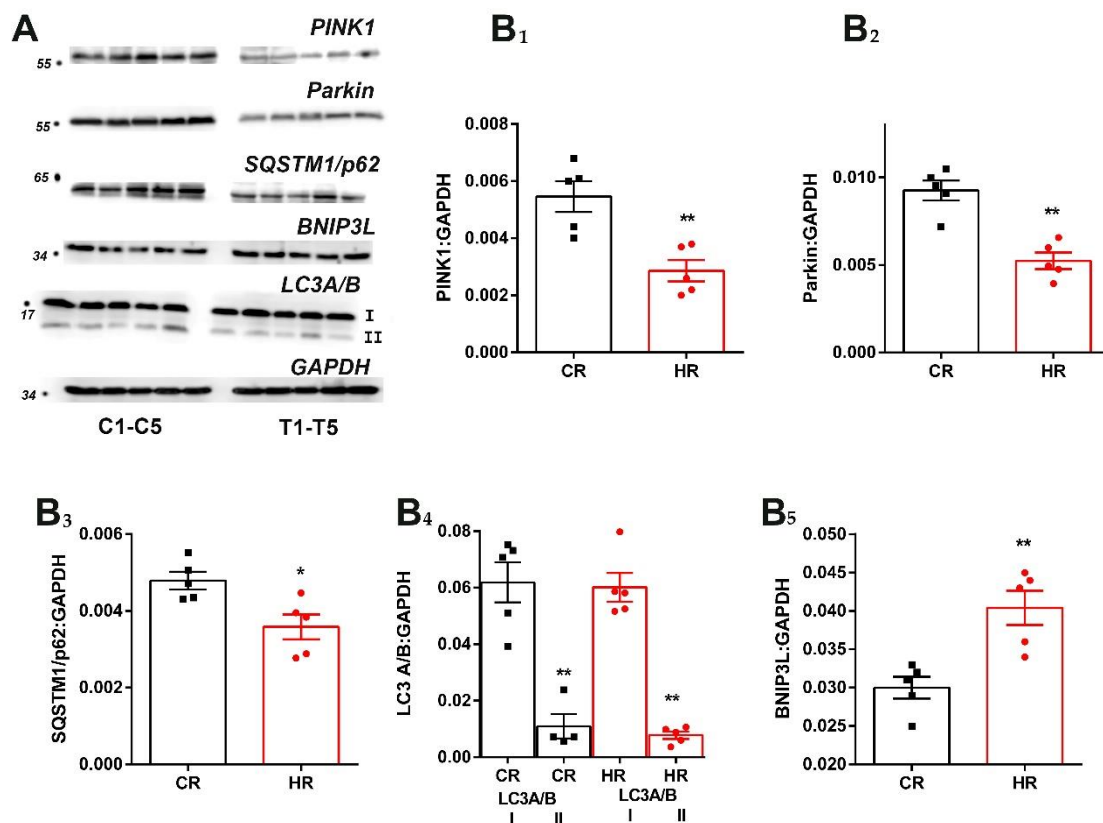 A
PINK1
55
Parkin
55
SQSTM1/p62
65
BNIP3L
34
LC3A/B
17
I
II
GAPDH
34
C1-C5 T1-T5
B1
PINK1:GAPDH
0.008
0.006
0.004
0.002
0.000
**
CR HR
B2
Parkin:GAPDH
0.010
0.005
0.000
**
CR HR
B3
SQSTM1/p62:GAPDH
0.006
0.004
0.002
0.000
*
CR HR
B4
LC3 A/B:GAPDH
0.08
0.06
0.04
0.02
0.00
**
**
CR CR HR HR
LC3A/B LC3A/B
I II I II
B5
BNIP3L:GAPDH
0.050
0.045
0.040
0.035
0.030
0.025
0.020
**
CR HR